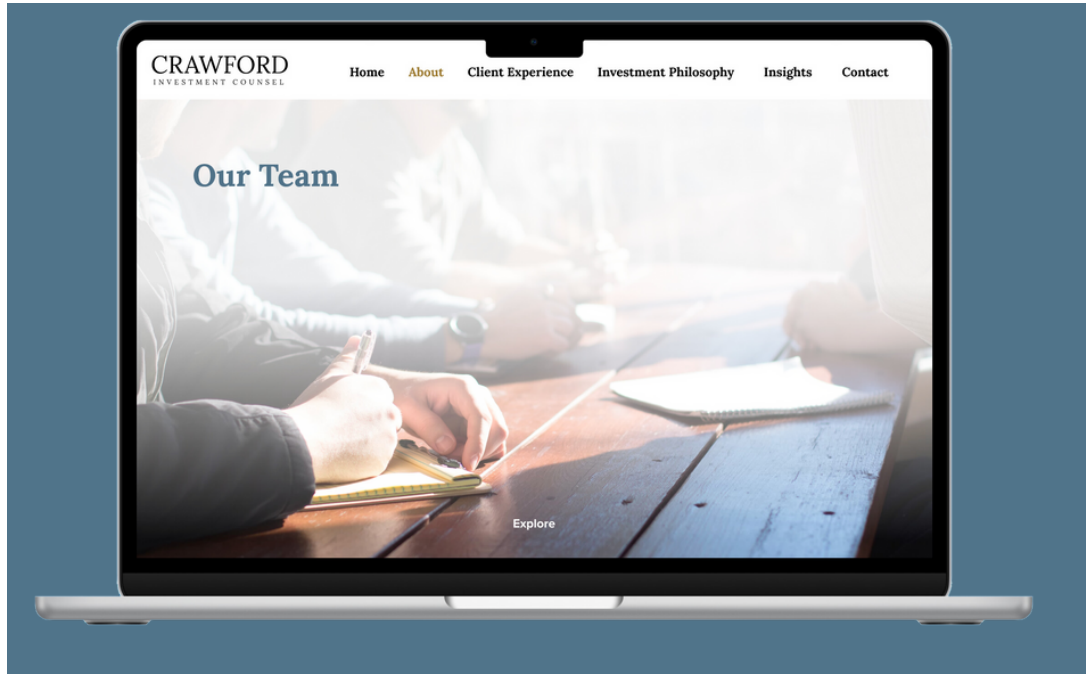 CRAWFORD
INVESTMENT COUNSEL
Home About Client Experience Investment Philosophy Insights Contact
Our Team
Explore